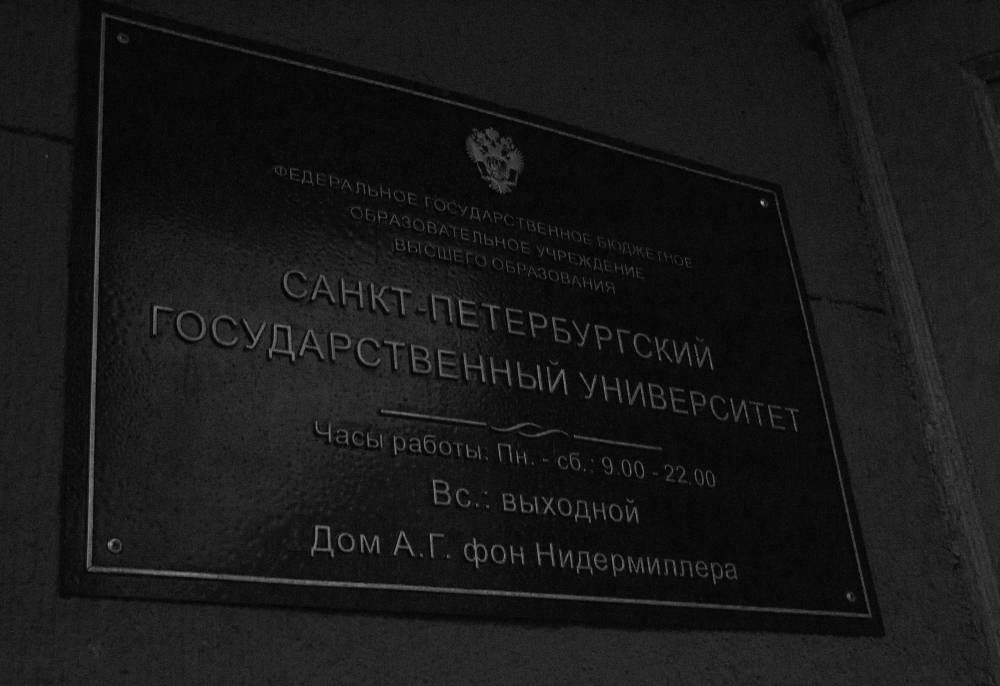 ФЕДЕРАЛЬНОЕ ГОСУДАРСТВЕННОЕ БЮДЖЕТНОЕ
ОБРАЗОВАТЕЛЬНОЕ УЧРЕЖДЕНИЕ
ВЫСШЕГО ОБРАЗОВАНИЯ
САНКТ-ПЕТЕРБУРГСКИЙ
ГОСУДАРСТВЕННЫЙ УНИВЕРСИТЕТ
Часы работы: Пн. - сб.: 9.00 - 22.00
Вс.: выходной
Дом А.Г. фон Нидермиллера